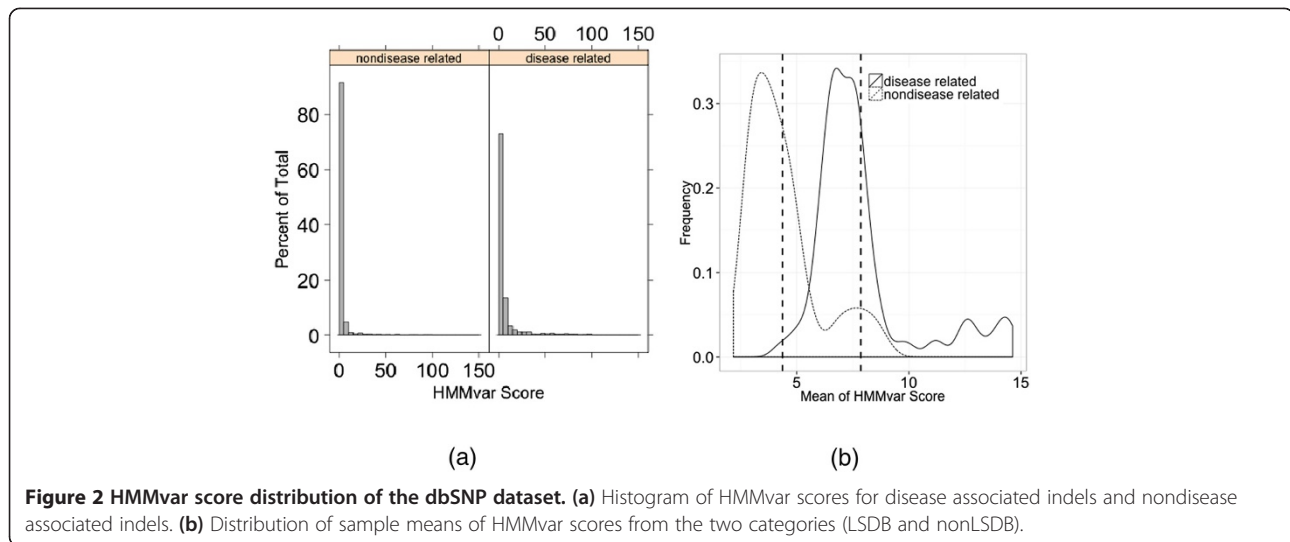 0 50 100 150
nondisease related disease related
Percent of Total
80
60
40
20
0
0 50 100 150
HMMvar Score
(a)
disease related
nondisease related
Frequency
0.3
0.2
0.1
0.0
5 10 15
Mean of HMMvar Score
(b)
Figure 2 HMMvar score distribution of the dbSNP dataset. (a) Histogram of HMMvar scores for disease associated indels and nondisease
associated indels. (b) Distribution of sample means of HMMvar scores from the two categories (LSDB and nonLSDB).